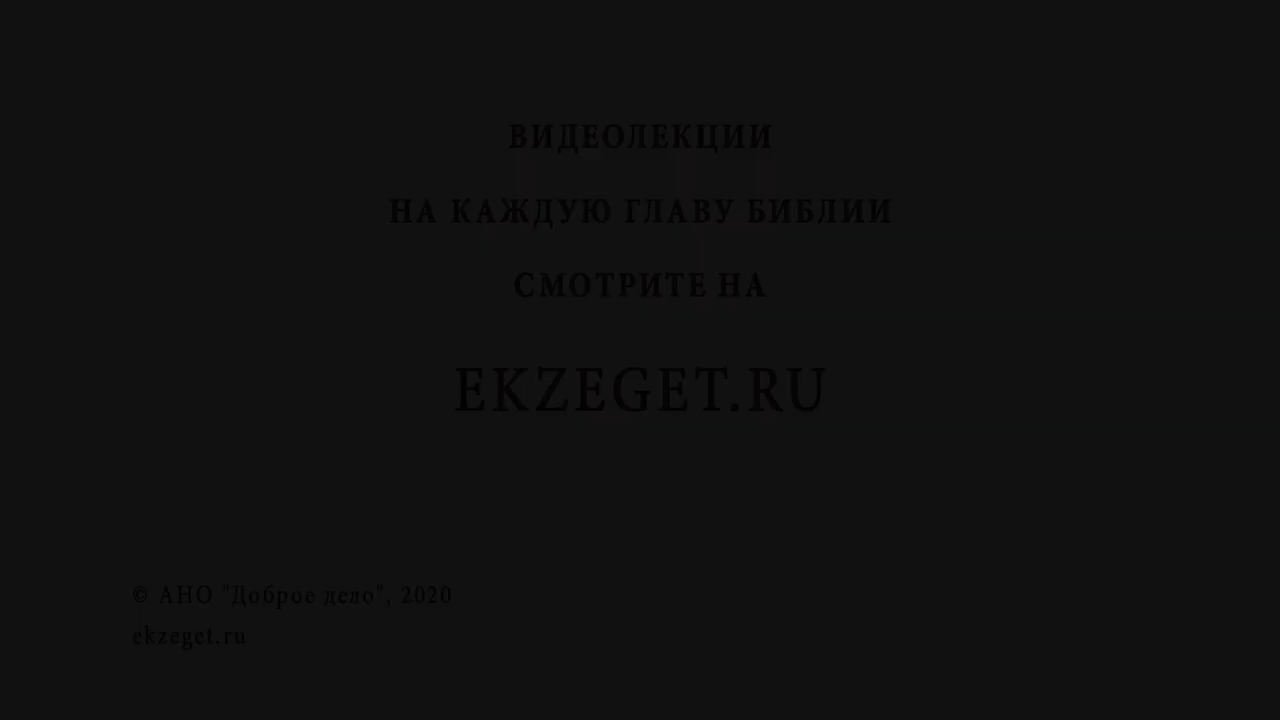 ВИДЕОЛЕКЦИИ
НА КАЖДУЮ ГЛАВУ БИБЛИИ
СМОТРИТЕ НА
EKZEGET.RU
© АНО "Доброе дело", 2020
ekzeget.ru